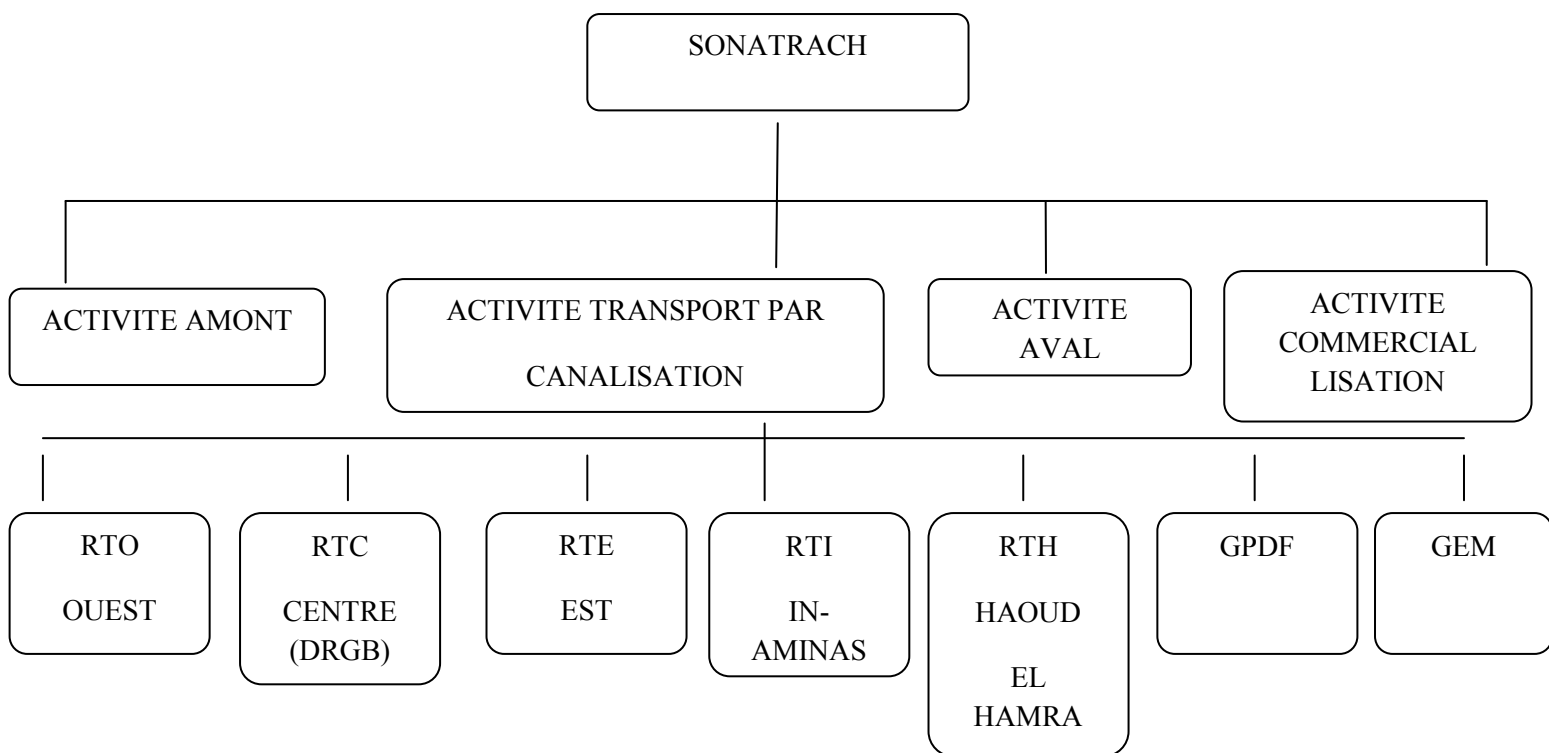 SONATRACH
ACTIVITE AMONT
ACTIVITE TRANSPORT PAR
CANALISATION
ACTIVITE
AVAL
ACTIVITE
COMMERCIAL
LISATION
RTO
OUEST
RTC
CENTRE
(DRGB)
RTE
EST
RTI
IN-
AMINAS
RTH
HAOUD
EL
HAMRA
GPDF
GEM